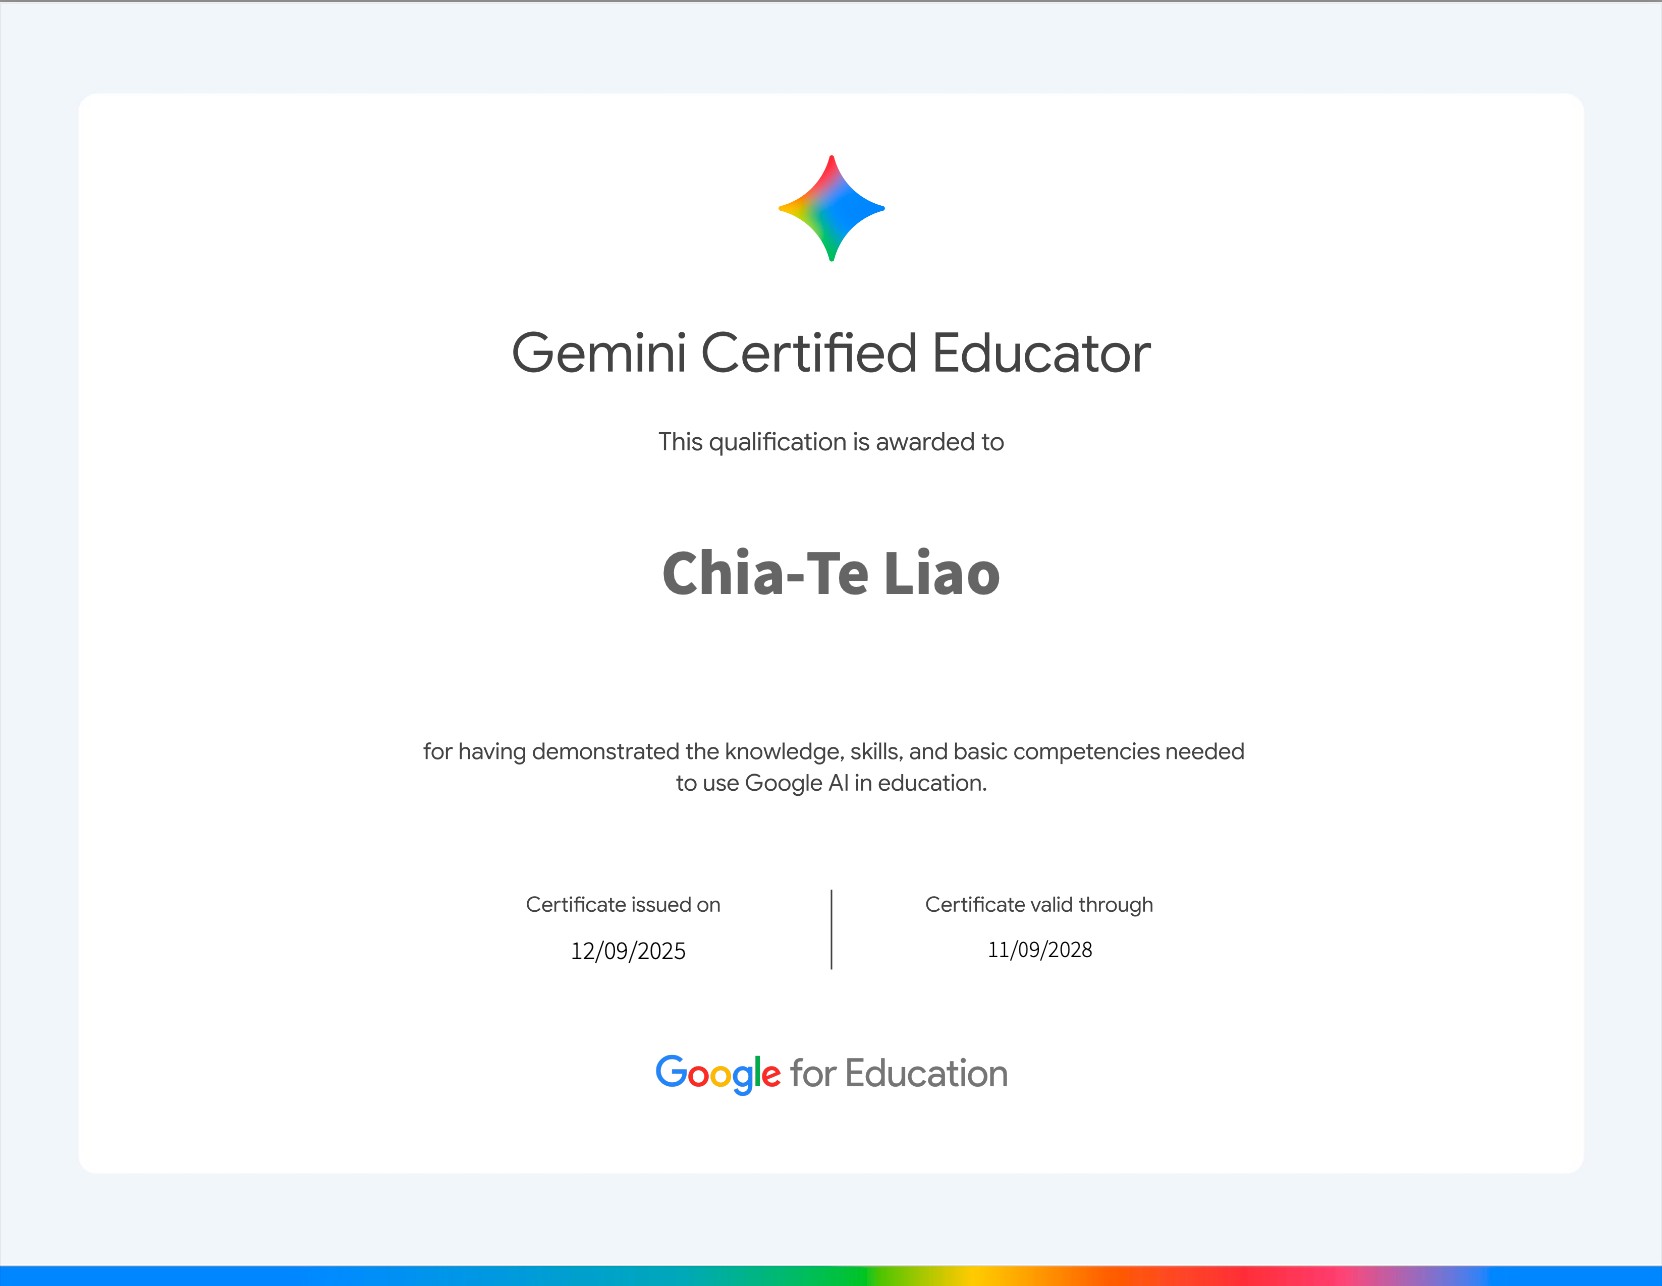 Gemini Certified Educator
This qualification is awarded to
Chia-Te Liao
for having demonstrated the knowledge, skills, and basic competencies needed
to use Google AI in education.
Certificate issued on
12/09/2025
Certificate valid through
11/09/2028
Google for Education